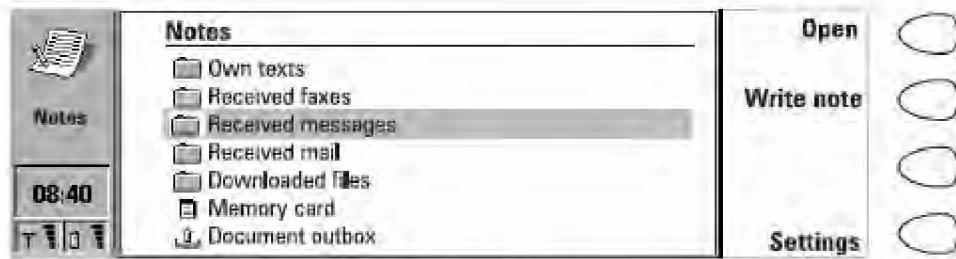 Notes
08:40
Notes
Own texts
Received faxes
Received messages
Received mail
Downloaded files
Memory card
Document outbox
Open
Write note
Settings